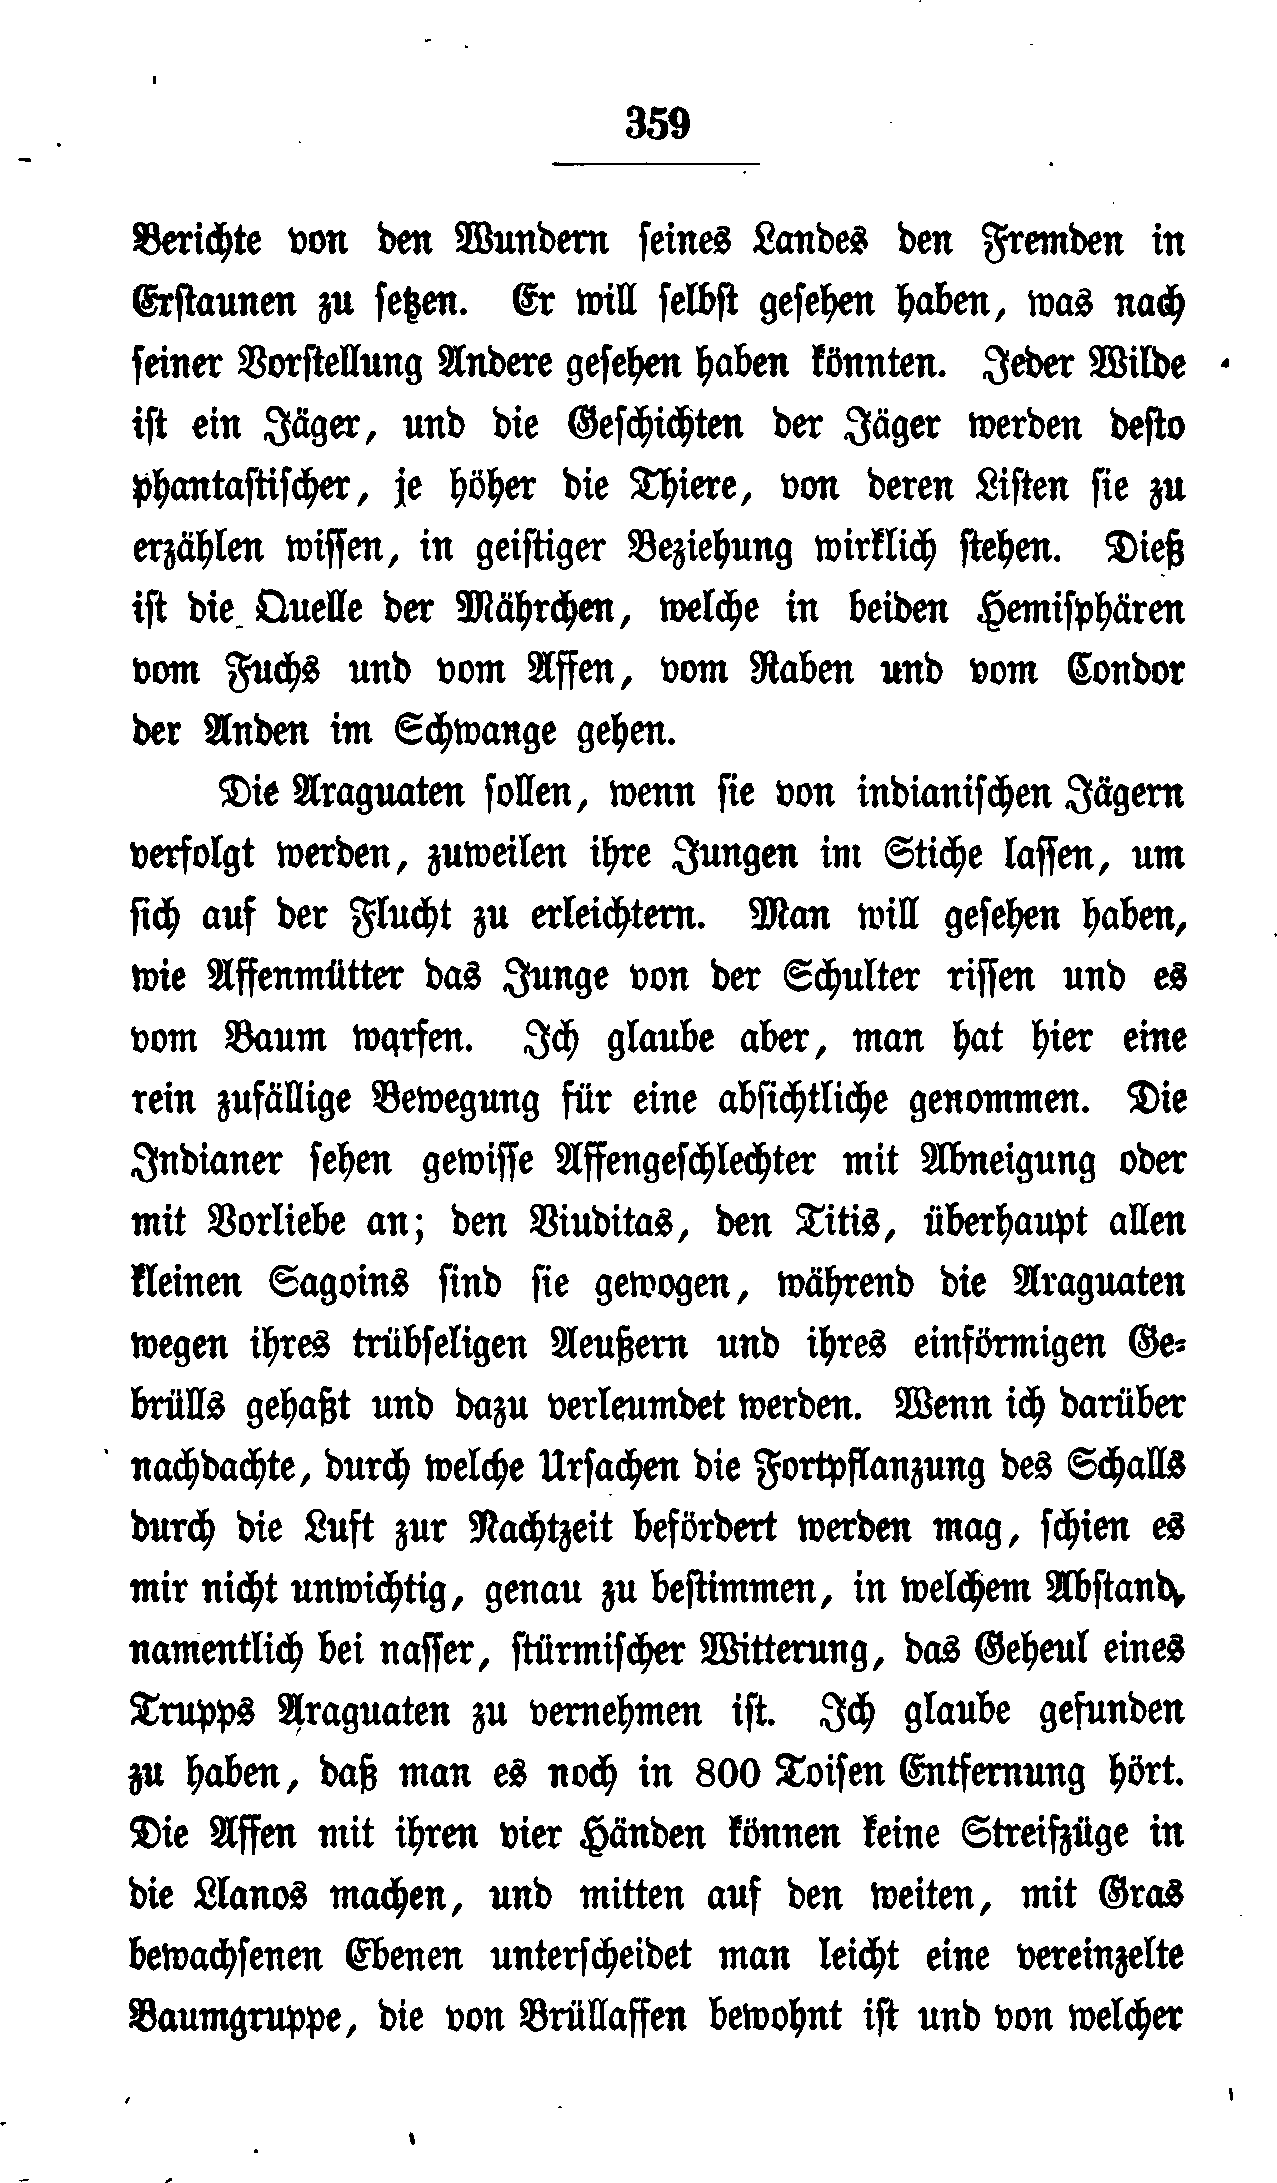 359
Berichte von den Wundern seines Landes den Fremden in
Erstaunen zu setzen. Er will selbst gesehen haben, was nach
seiner Vorstellung Andere gesehen haben könnten. Jeder Wilde
ist ein Jäger, und die Geschichten der Jäger werden desto
phantastischer, je höher die Thiere, von deren Listen sie zu
erzählen wissen, in geistiger Beziehung wirklich stehen. Dieß
ist die Quelle der Mährchen, welche in beiden Hemisphären
vom Fuchs und vom Affen, vom Raben und vom Condor
der Anden im Schwange gehen.
Die Araguaten sollen, wenn sie von indianischen Jägern
verfolgt werden, zuweilen ihre Jungen im Stiche lassen, um
sich auf der Flucht zu erleichtern. Man will gesehen haben,
wie Affenmütter das Junge von der Schulter rissen und es
vom Baum warfen. Ich glaube aber, man hat hier eine
rein zufällige Bewegung für eine absichtliche genommen. Die
Indianer sehen gewisse Affengeschlechter mit Abneigung oder
mit Vorliebe an; den Viuditas, den Titis, überhaupt allen
kleinen Sagoins sind sie gewogen, während die Araguaten
wegen ihres trübseligen Aeußern und ihres einförmigen Ge-
brülls gehaßt und dazu verleumdet werden. Wenn ich darüber
nachdachte, durch welche Ursachen die Fortpflanzung des Schalls
durch die Luft zur Nachtzeit befördert werden mag, schien es
mir nicht unwichtig, genau zu bestimmen, in welchem Abstand,
namentlich bei nasser, stürmischer Witterung, das Geheul eines
Trupps Araguaten zu vernehmen ist. Ich glaube gefunden
zu haben, daß man es noch in 800 Toisen Entfernung hört.
Die Affen mit ihren vier Händen können keine Streifzüge in
die Llanos machen, und mitten auf den weiten, mit Gras
bewachsenen Ebenen unterscheidet man leicht eine vereinzelte
Baumgruppe, die von Brüllaffen bewohnt ist und von welcher